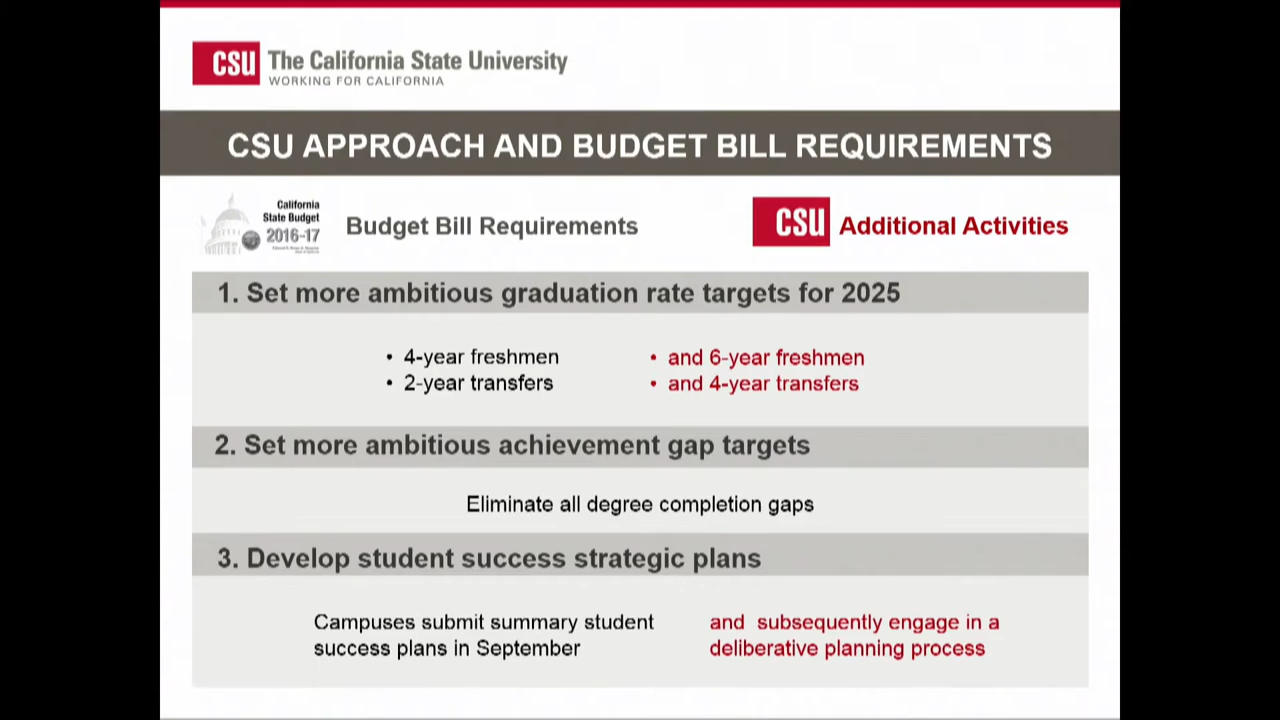 CSU The California State University
WORKING FOR CALIFORNIA
CSU APPROACH AND BUDGET BILL REQUIREMENTS
California
State Budget
2016-17
Budget Bill Requirements
CSU Additional Activities
1. Set more ambitious graduation rate targets for 2025
• 4-year freshmen
• 2-year transfers
• and 6-year freshmen
• and 4-year transfers
2. Set more ambitious achievement gap targets
Eliminate all degree completion gaps
3. Develop student success strategic plans
Campuses submit summary student
success plans in September
and subsequently engage in a
deliberative planning process